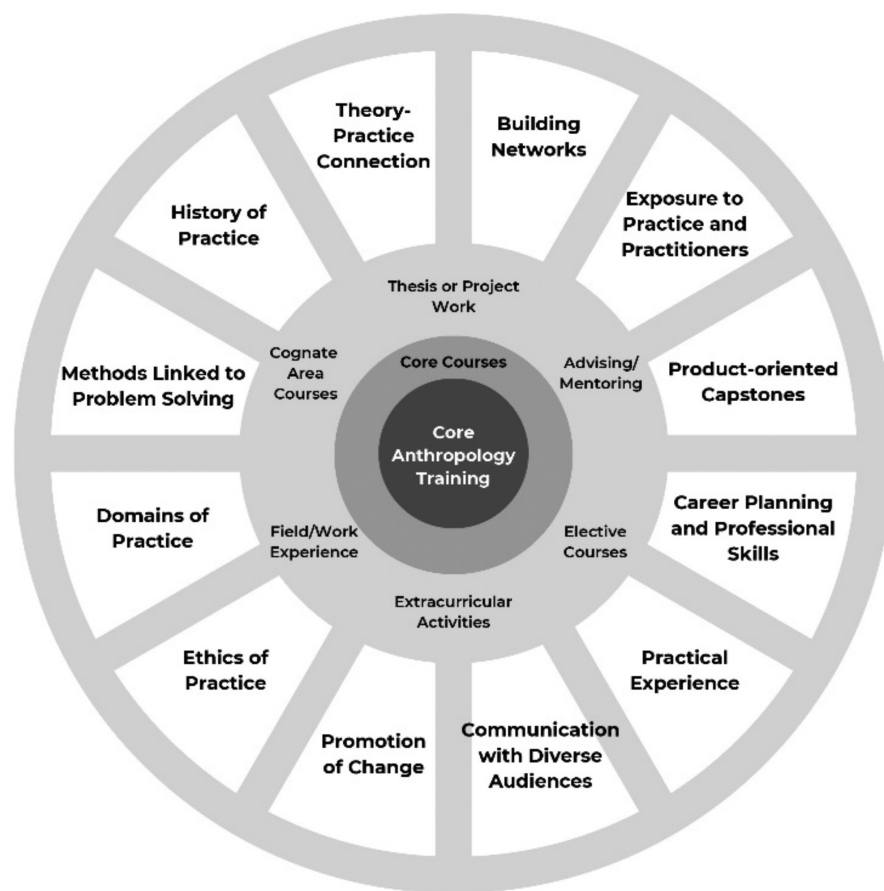 Theory-
Practice
Connection
Building
Networks
Exposure to
Practice and
Practitioners
Product-oriented
Capstones
Career Planning
and Professional
Skills
Practical
Experience
Communication
with Diverse
Audiences
Promotion
of Change
Ethics of
Practice
Domains of
Practice
Methods Linked to
Problem Solving
History of
Practice
Thesis or Project
Work
Advising/
Mentoring
Elective
Courses
Extracurricular
Activities
Field/Work
Experience
Cognate
Area
Courses
Core Courses
Core
Anthropology
Training